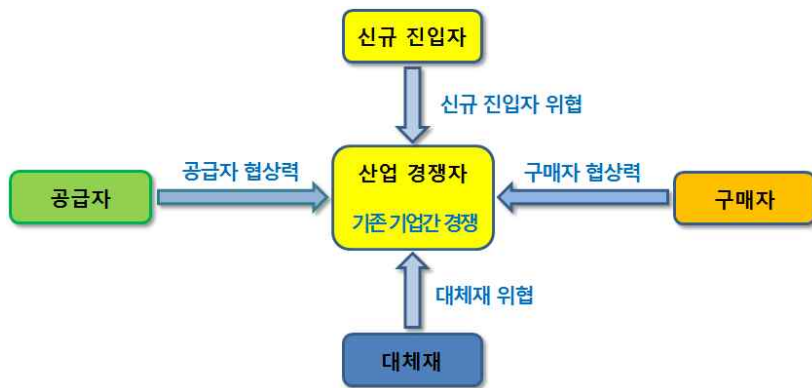 신규 진입자
신규 진입자 위협
공급자 협상력
산업 경쟁자
구매자 협상력
공급자
기존 기업간 경쟁
구매자
대체재 위협
대체재